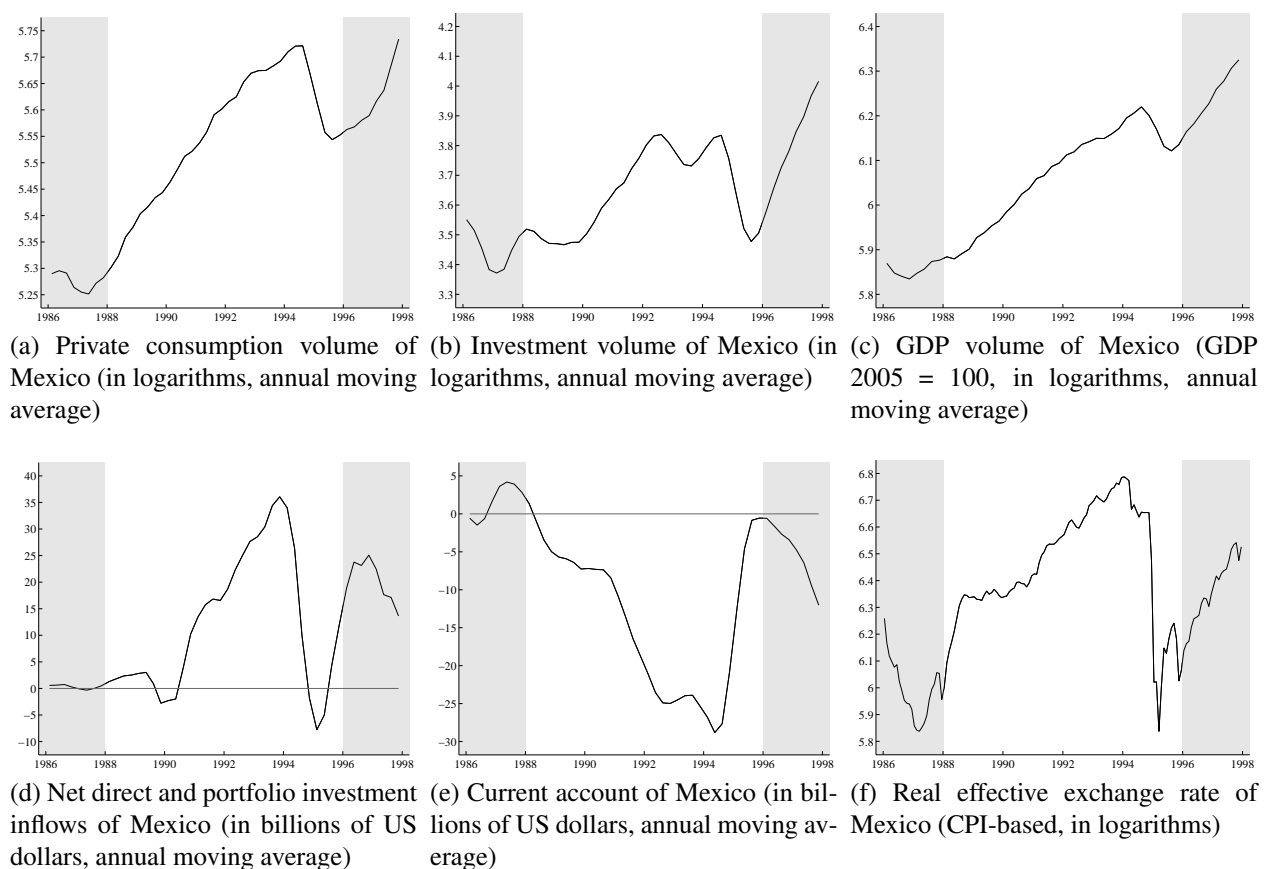 5.75
5.7
5.65
5.6
5.55
5.5
5.45
5.4
5.35
5.3
5.25
1986 1988 1990 1992 1994 1996 1998
(a) Private consumption volume of
Mexico (in logarithms, annual moving
average)
4.2
4.1
4
3.9
3.8
3.7
3.6
3.5
3.4
3.3
1986 1988 1990 1992 1994 1996 1998
(b) Investment volume of Mexico (in
logarithms, annual moving average)
6.4
6.3
6.2
6.1
6
5.9
5.8
1986 1988 1990 1992 1994 1996 1998
(c) GDP volume of Mexico (GDP
2005 = 100, in logarithms, annual
moving average)
40
35
30
25
20
15
10
5
0
−5
−10
1986 1988 1990 1992 1994 1996 1998
(d) Net direct and portfolio investment
inflows of Mexico (in billions of US
dollars, annual moving average)
5
0
−5
−10
−15
−20
−25
−30
1986 1988 1990 1992 1994 1996 1998
(e) Current account of Mexico (in bil-
lions of US dollars, annual moving av-
erage)
6.8
6.7
6.6
6.5
6.4
6.3
6.2
6.1
6
5.9
5.8
1986 1988 1990 1992 1994 1996 1998
(f) Real effective exchange rate of
Mexico (CPI-based, in logarithms)